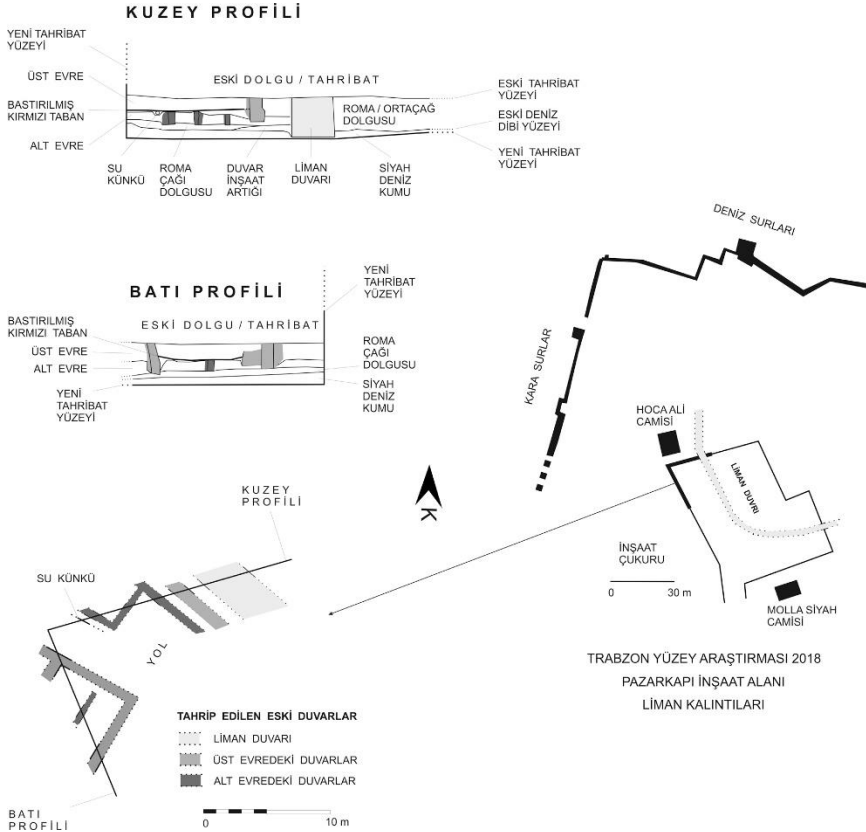 KUZEY PROFİLİ
YENİ TAHRİBAT
YÜZEYİ
ÜST EVRE
BASTIRILMIŞ
KIRMIZI TABAN
ALT EVRE
ESKİ DOLGU / TAHRİBAT
ROMA / ORTAÇAĞ
DOLGUSU
ESKİ TAHRİBAT
YÜZEYİ
ESKİ DENİZ
DİBİ YÜZEYİ
YENİ TAHRİBAT
YÜZEYİ
SU
KÜNKÜ
ROMA
ÇAĞI
DOLGUSU
DUVAR
İNŞAAT
ARTIĞI
LİMAN
DUVARI
SİYAH
DENİZ
KUMU
BATI PROFİLİ
YENİ
TAHRİBAT
YÜZEYİ
BASTIRILMIŞ
KIRMIZI TABAN
ESKİ DOLGU / TAHRİBAT
ÜST EVRE
ALT EVRE
YENİ
TAHRİBAT
YÜZEYİ
ROMA
ÇAĞI
DOLGUSU
SİYAH
DENİZ
KUMU
DENİZ SURLARI
KARA SURLAR
HOCA ALİ
CAMİSİ
LİMAN DUVRI
İNŞAAT
ÇUKURU
0 30 m
MOLLA SİYAH
CAMİSİ
K
KUZEY
PROFİLİ
SU KÜNKÜ
YOL
BATI
PROFİLİ
TAHRİP EDİLEN ESKİ DUVARLAR
LİMAN DUVARI
ÜST EVREDEKİ DUVARLAR
ALT EVREDEKİ DUVARLAR
0 10 m
TRABZON YÜZEY ARAŞTIRMASI 2018
PAZARKAPI İNŞAAT ALANI
LİMAN KALINTILARI